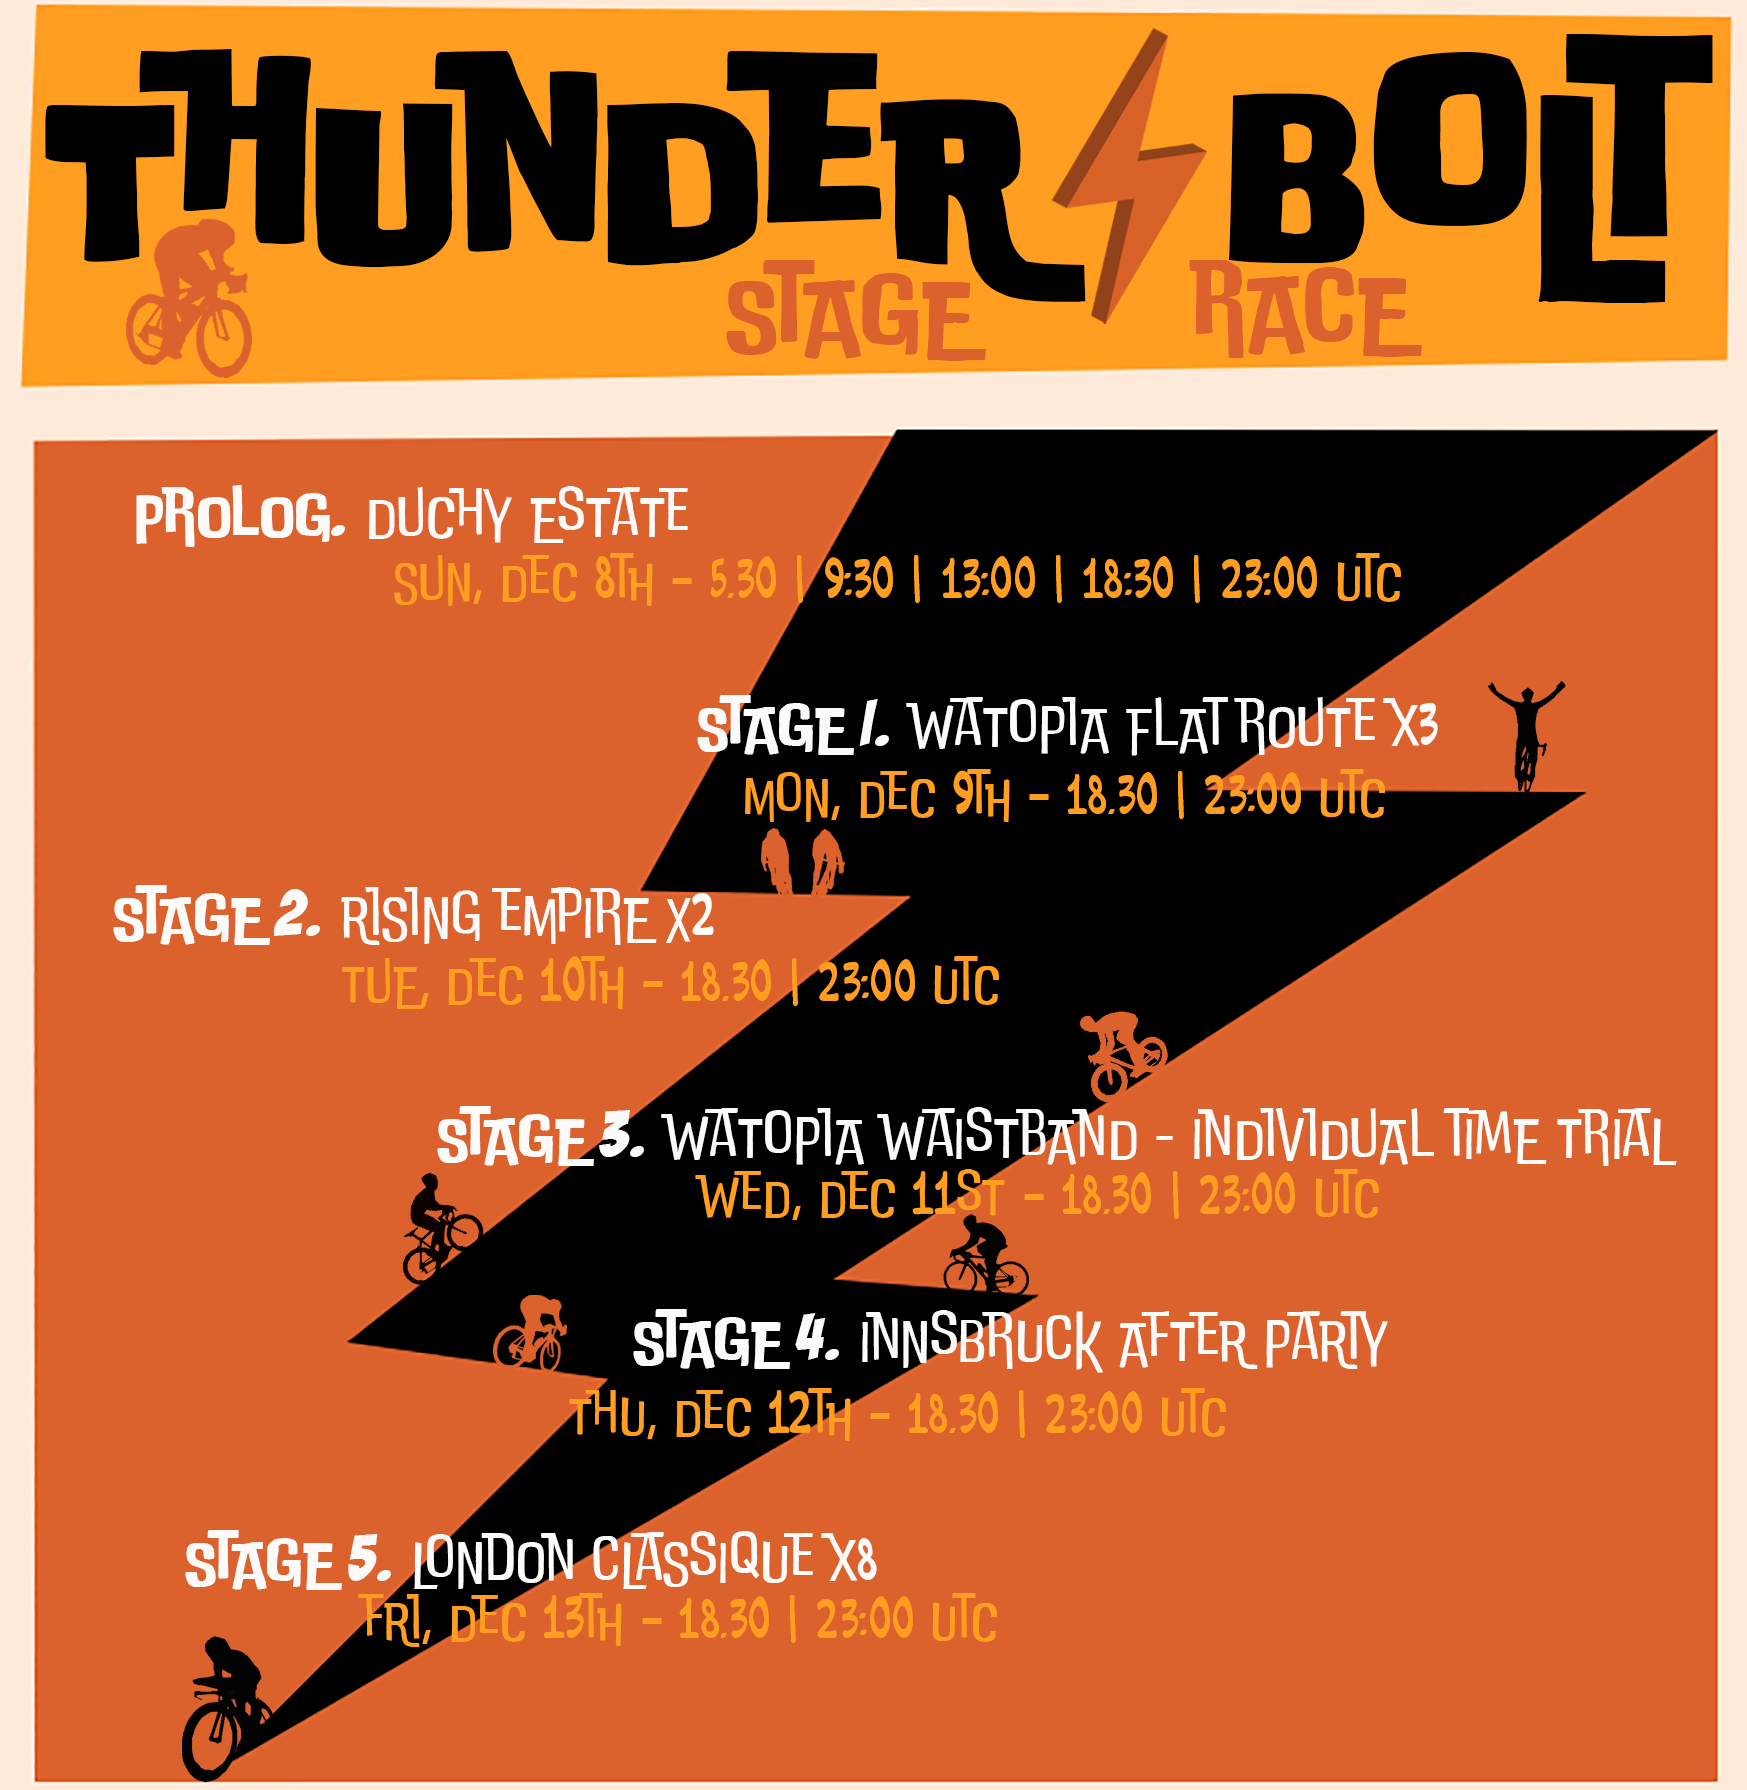 THUNDER BOLT
STAGE RACE
PROLOG. DUCHY ESTATE
SUN, DEC 8TH - 5.30 | 9:30 | 13:00 | 18:30 | 23:00 UTC
STAGE 1. WATOPIA FLAT ROUTE X3
MON, DEC 9TH - 18.30 | 23:00 UTC
STAGE 2. RISING EMPIRE X2
TUE, DEC 10TH - 18.30 | 23:00 UTC
STAGE 3. WATOPIA WAISTBAND - INDIVIDUAL TIME TRIAL
WED, DEC 11ST - 18.30 | 23:00 UTC
STAGE 4. INNSBRUCK AFTER PARTY
THU, DEC 12TH - 18.30 | 23:00 UTC
STAGE 5. LONDON CLASSIQUE X8
FRI, DEC 13TH - 18.30 | 23:00 UTC